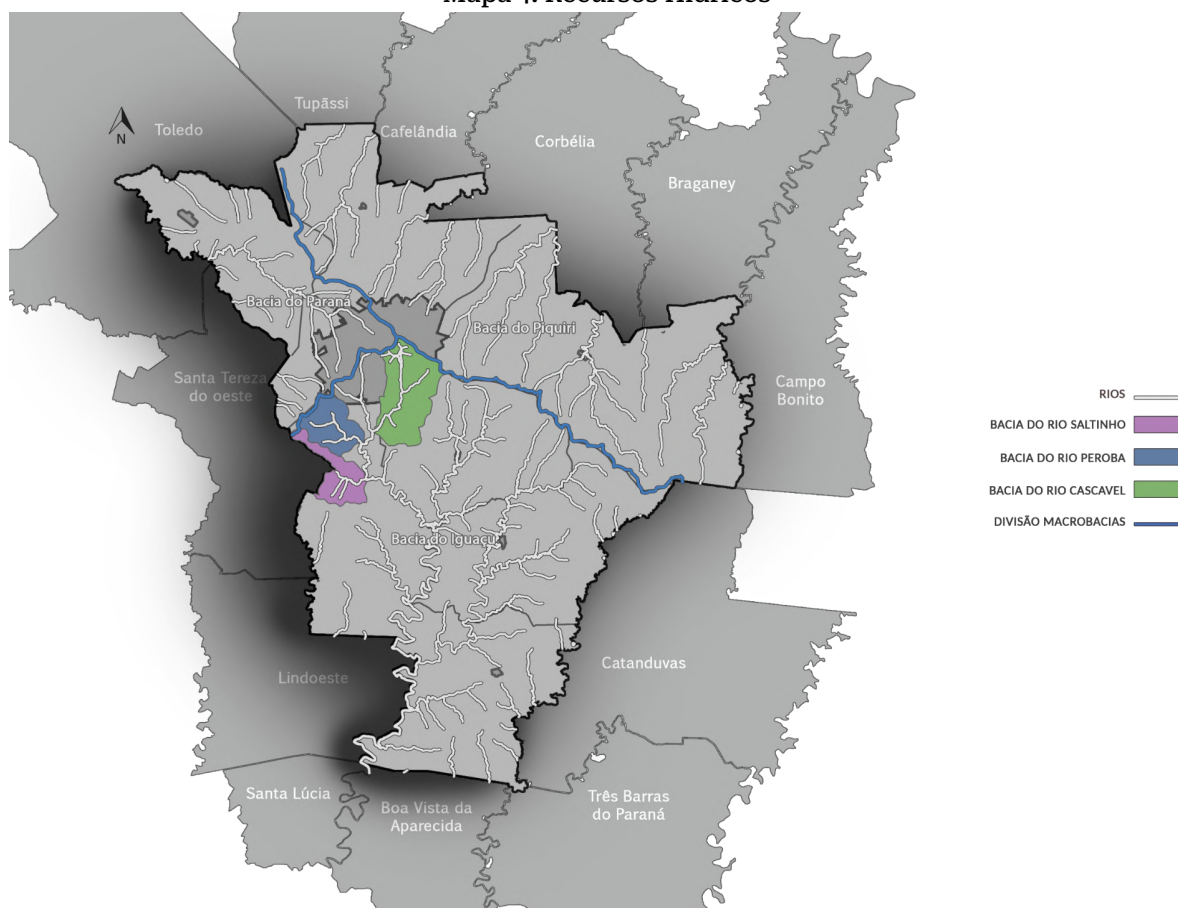 Mapa 4: Recursos Hídricos
Tupãssi
Toledo
Cafelândia
N
Corbélia
Braganey
Bacia do Paraná
Bacia do Piquiri
Santa Tereza
do oeste
Campo
Bonito
RIOS
BACIA DO RIO SALTINHO
BACIA DO RIO PEROBA
BACIA DO RIO CASCAVEL
DIVISÃO MACROBACIAS
Bacia do Iguaçu
Catanduvas
Lindoeste
Santa Lúcia
Boa Vista da
Aparecida
Três Barras
do Paraná